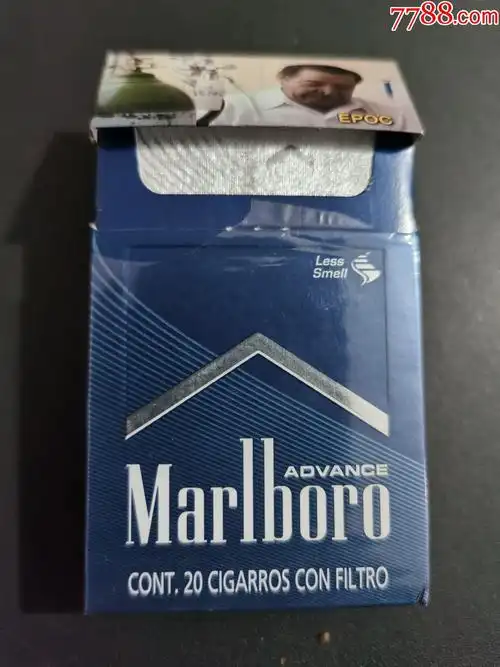 7788.com
EPOC
Less
Smell
ADVANCE
Marlboro
CONT. 20 CIGARROS CON FILTRO